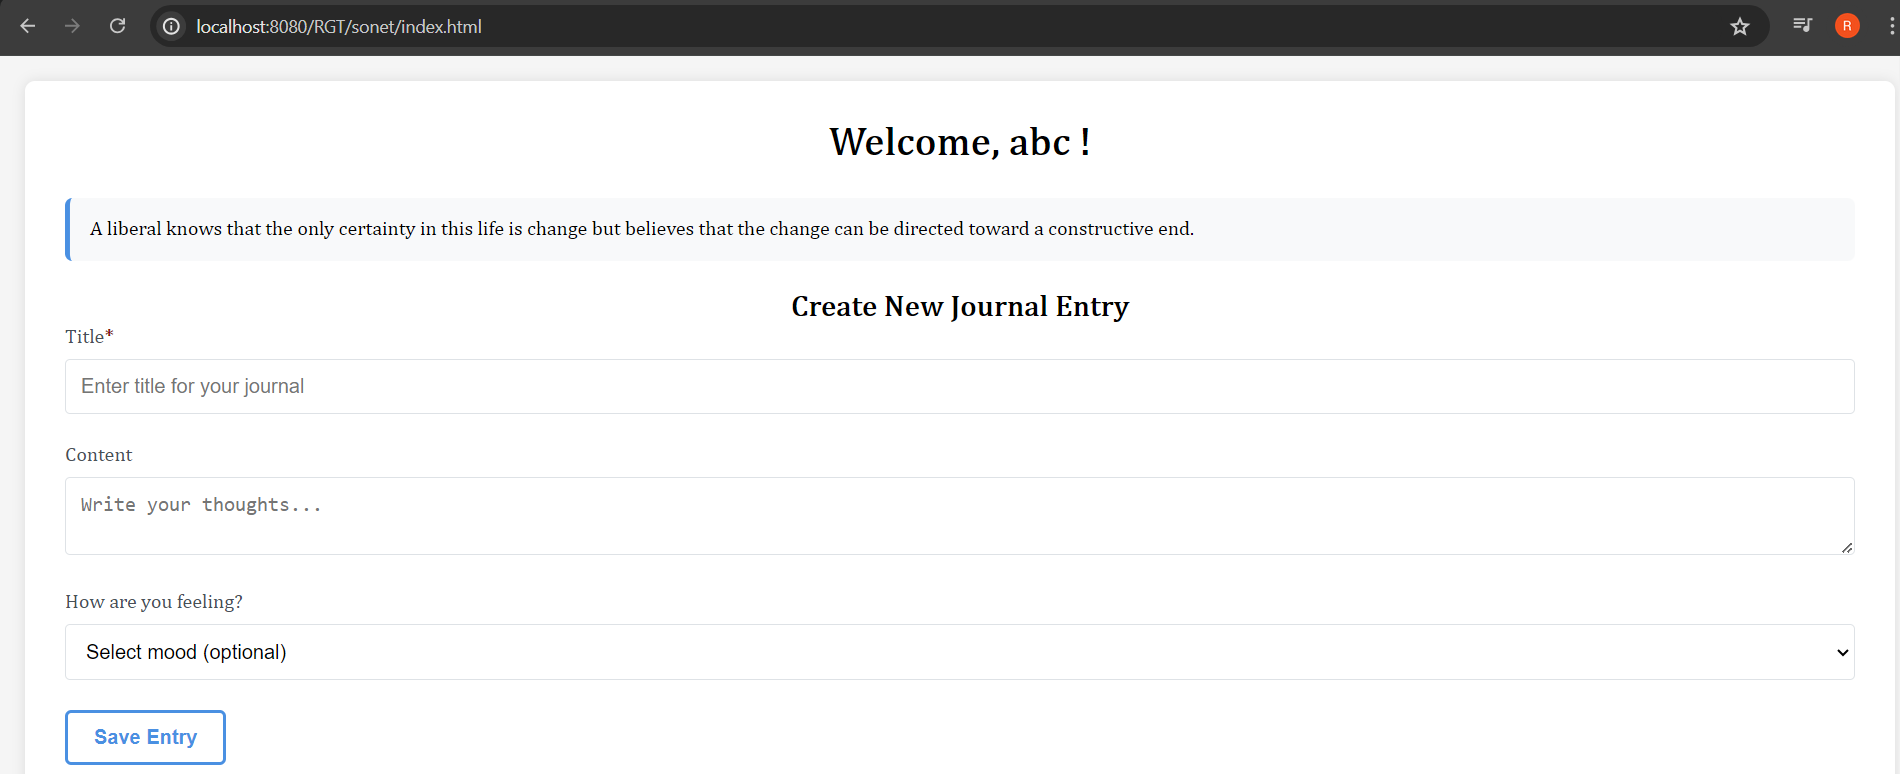 localhost:8080/RGT/sonet/index.html
R
Welcome, abc !
A liberal knows that the only certainty in this life is change but believes that the change can be directed toward a constructive end.
Create New Journal Entry
Title*
Enter title for your journal
Content
Write your thoughts...
How are you feeling?
Select mood (optional)
Save Entry